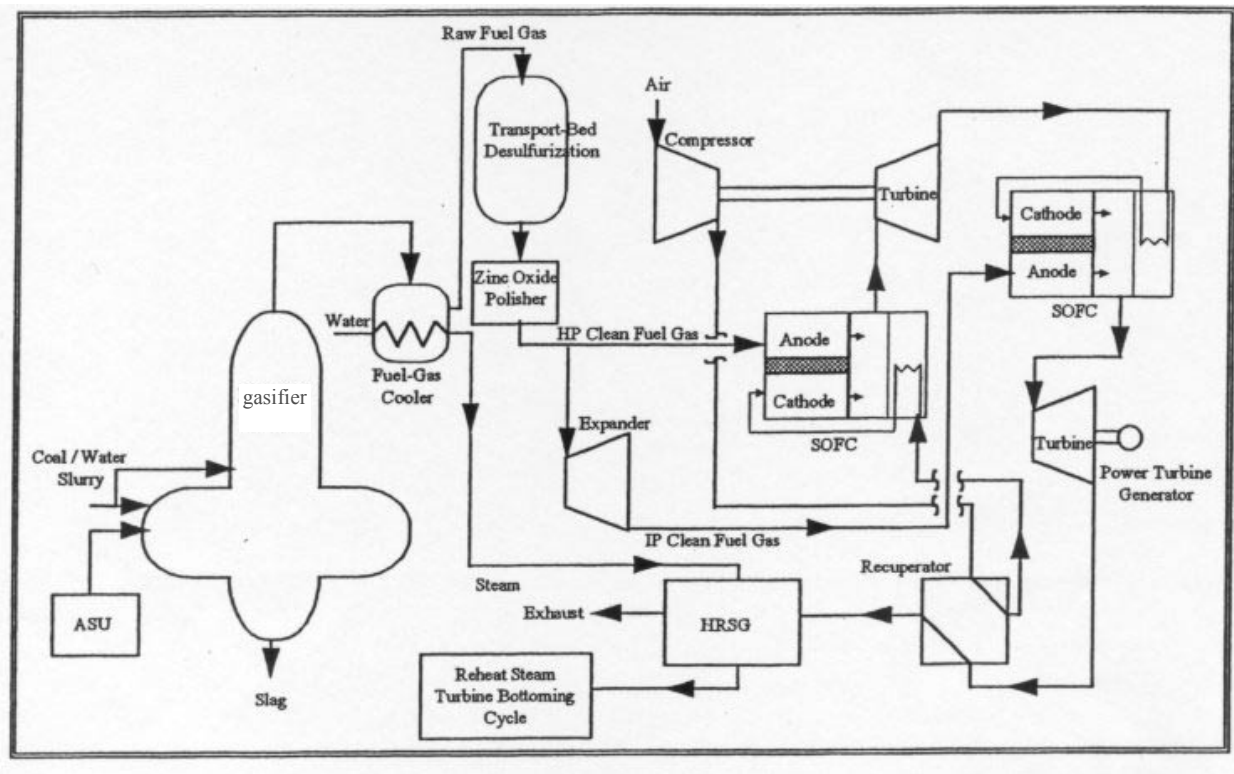 Raw Fuel Gas
Transport-Bed
Desulfurization
Air
Compressor
Turbine
Cathode
Anode
SOFC
Zinc Oxide
Polisher
Water
Fuel-Gas
Cooler
HP Clean Fuel Gas
Anode
Cathode
SOFC
gasifier
Expander
Turbine
Power Turbine
Generator
Coal / Water
Slurry
IP Clean Fuel Gas
Steam
Recuperator
ASU
Exhaust
HRSG
Slag
Reheat Steam
Turbine Bottoming
Cycle